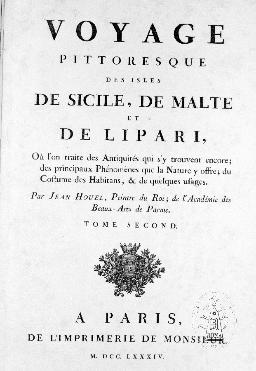 VOYAGE
PITTORESQUE
DES ISLES
DE SICILE, DE MALTE
ET
DE LIPARI,
Où l'on traite des Antiquités qui s'y trouvent encore;
des principaux Phénomènes que la Nature y offre; du
Costume des Habitans, & de quelques usages.
Par JEAN HOUEL, Peintre du Roi; de l'Académie des
Beaux-Arts de Parme.
TOME SECOND.
A PARIS,
DE L'IMPRIMERIE DE MONSIEUR.
M. DCC. LXXXIV.